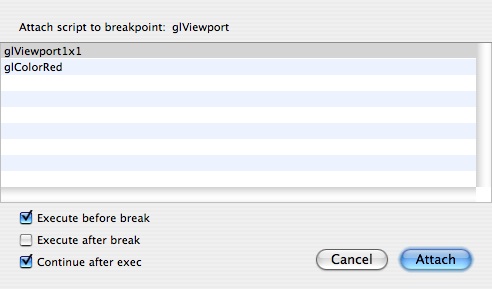 Attach script to breakpoint: glViewport
glViewport1x1
glColorRed
Execute before break
Execute after break
Continue after exec
Cancel
Attach